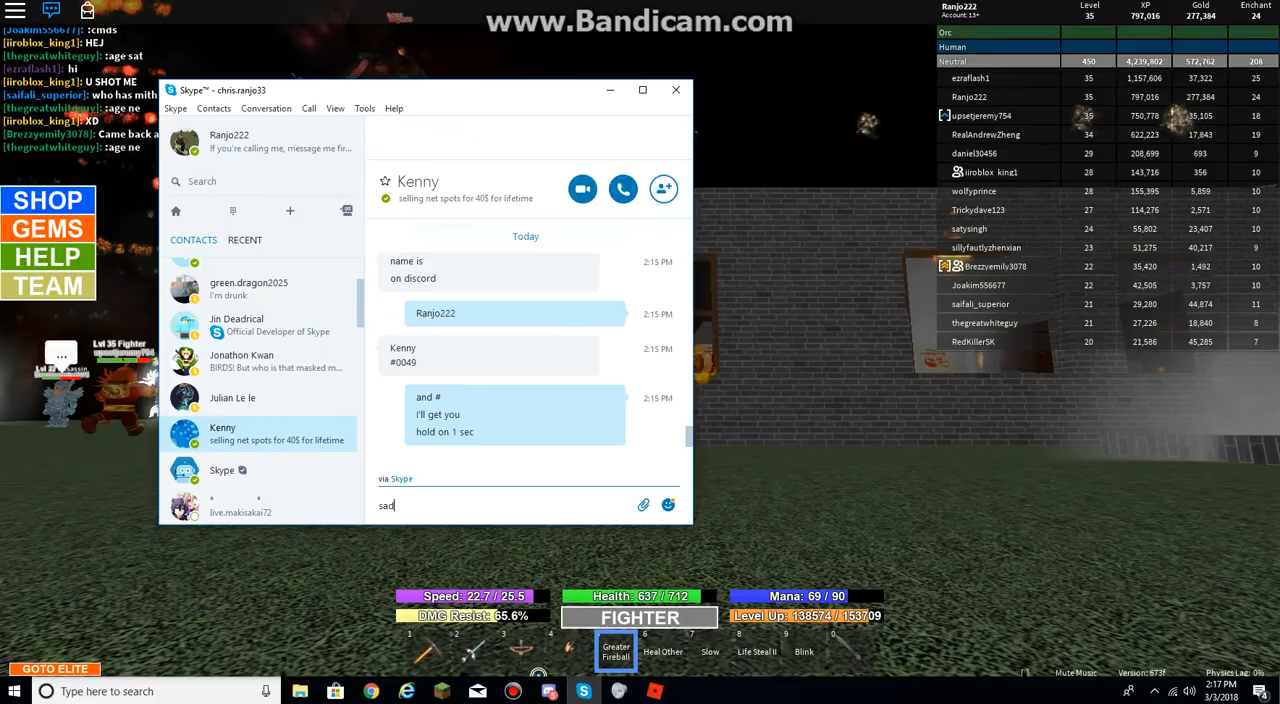 www.Bandicam.com
[Joakim556677]: :cmds
[iiroblox_king1]: HEJ
[thegreatwhiteguy]: :age sat
[ezraflash1]: hi
[iiroblox_king1]: U SHOT ME
[saifali_superior]: who has mith
[thegreatwhiteguy]: :age ne
[iiroblox_king1]: XD
[Brezzyemily3078]: Came back a
[thegreatwhiteguy]: :age ne
SHOP
GEMS
HELP
TEAM
...
Lvl 35 Fighter
Skype™ - chris.ranjo33
Skype Contacts Conversation Call View Tools Help
Ranjo222
If you're calling me, message me fir...
Search
CONTACTS RECENT
green.dragon2025
I'm drunk
Jin Deadrical
Official Developer of Skype
Jonathon Kwan
BIRDS! But who is that masked m...
Julian Le le
Kenny
selling net spots for 40$ for lifetime
Skype
live.makisakai72
Kenny
selling net spots for 40$ for lifetime
Today
name is
on discord
2:15 PM
Ranjo222
2:15 PM
Kenny
#0049
2:15 PM
and #
I'll get you
hold on 1 sec
2:15 PM
via Skype
sad
Ranjo222
Account: 13+
Level XP Gold Enchant
35 797,016 277,384 24
Orc
Human
Neutral 450 4,239,802 572,762 208
ezraflash1 35 1,157,606 37,322 25
Ranjo222 35 797,016 277,384 24
upsetjeremy754 35 750,778 35,105 18
RealAndrewZheng 34 622,223 17,843 19
daniel30456 29 208,699 693 9
iiroblox_king1 28 143,716 356 10
wolfyprince 28 155,395 5,859 10
Trickydave123 27 114,276 2,571 10
satysingh 24 55,802 23,407 10
sillyfautlyzhenxian 23 51,275 40,217 9
Brezzyemily3078 22 35,420 1,492 10
Joakim556677 22 42,505 3,757 10
saifali_superior 21 29,280 44,874 11
thegreatwhiteguy 21 27,226 18,840 8
RedKillerSK 20 21,586 45,285 7
Speed: 22.7 / 25.5
Health: 637 / 712
Mana: 69 / 90
DMG Resist: 65.6%
FIGHTER
Level Up: 138574 / 153709
1 2 3 4 6 7 8 9 0
Greater Fireball
Heal Other
Slow
Life Steal II
Blink
GOTO ELITE
[ ] Mute Music Version: 673f Physics Lag: 0%
Type here to search
2:17 PM
3/3/2018
4